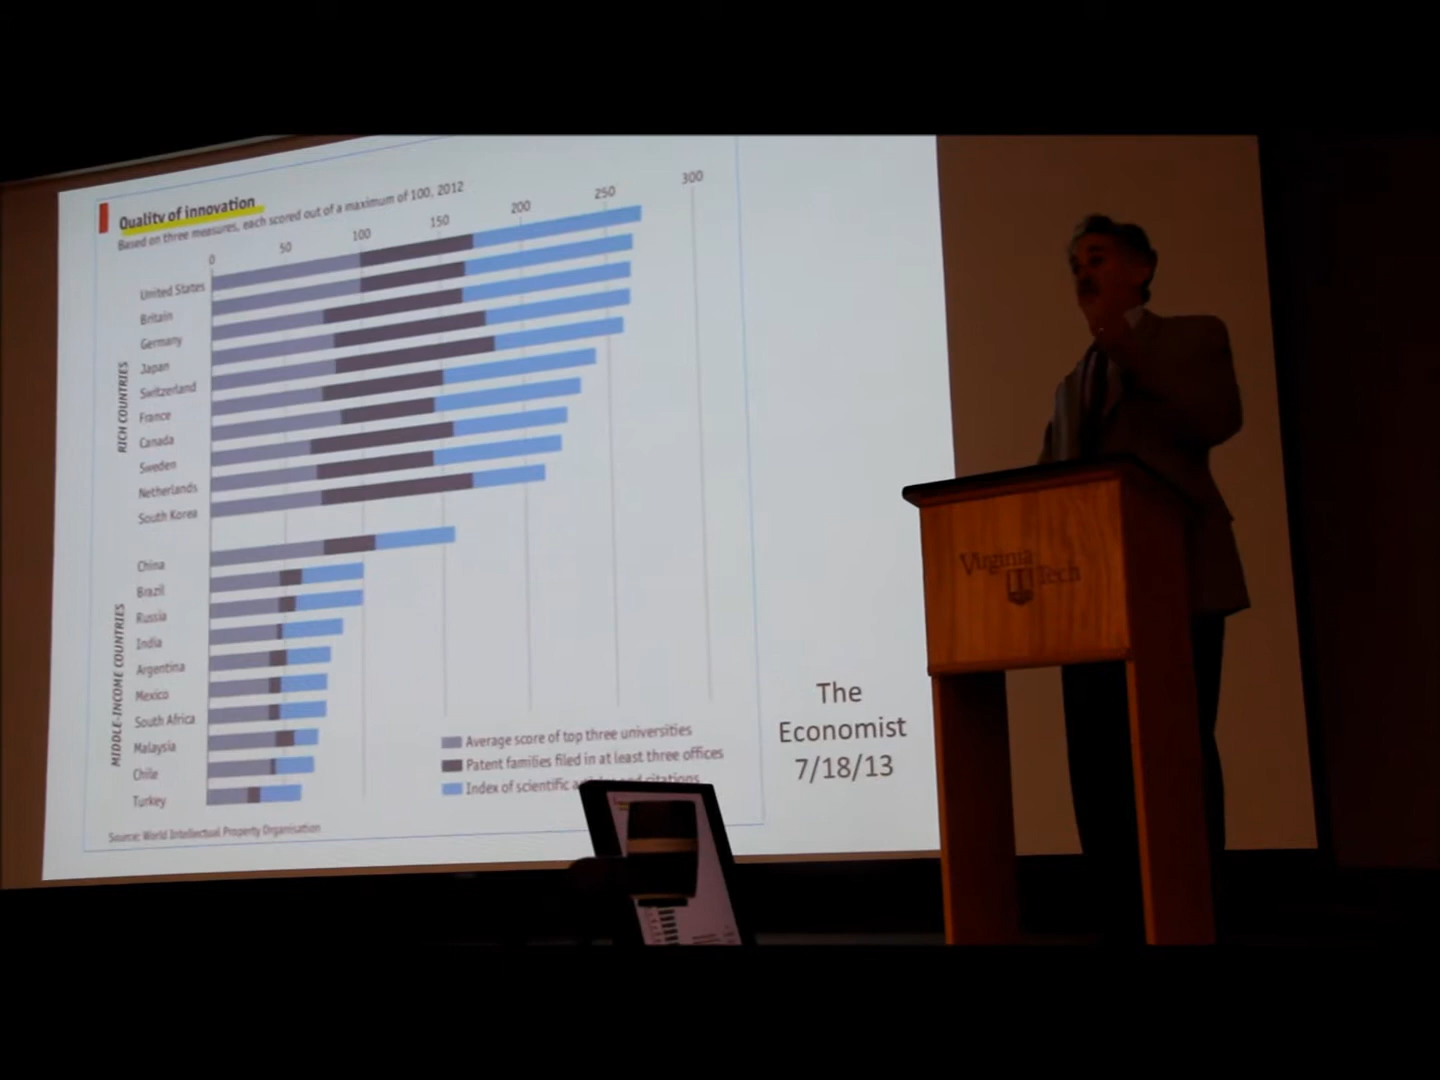 Quality of innovation
Based on three measures, each scored out of a maximum of 100, 2012
0 50 100 150 200 250 300
RICH COUNTRIES
United States
Britain
Germany
Japan
Switzerland
France
Canada
Sweden
Netherlands
South Korea
MIDDLE-INCOME COUNTRIES
China
Brazil
Russia
India
Argentina
Mexico
South Africa
Malaysia
Chile
Turkey
Average score of top three universities
Patent families filed in at least three offices
Index of scientific and citations
Source: World Intellectual Property Organisation
The
Economist
7/18/13
Virginia
Tech